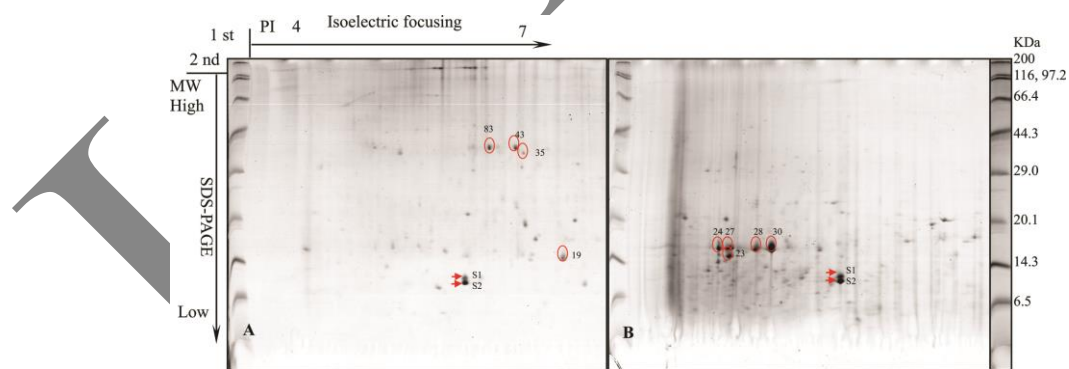 1 st PI 4 Isoelectric focusing 7
2 nd
MW
High
SDS-PAGE
Low
83 43
35
19
S1
S2
A
24 27 28 30
23
S1
S2
B
KDa
200
116, 97.2
66.4
44.3
29.0
20.1
14.3
6.5